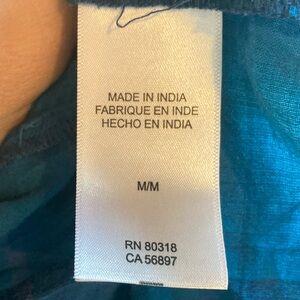 MADE IN INDIA
FABRIQUE EN INDE
HECHO EN INDIA
M/M
RN 80318
CA 56897